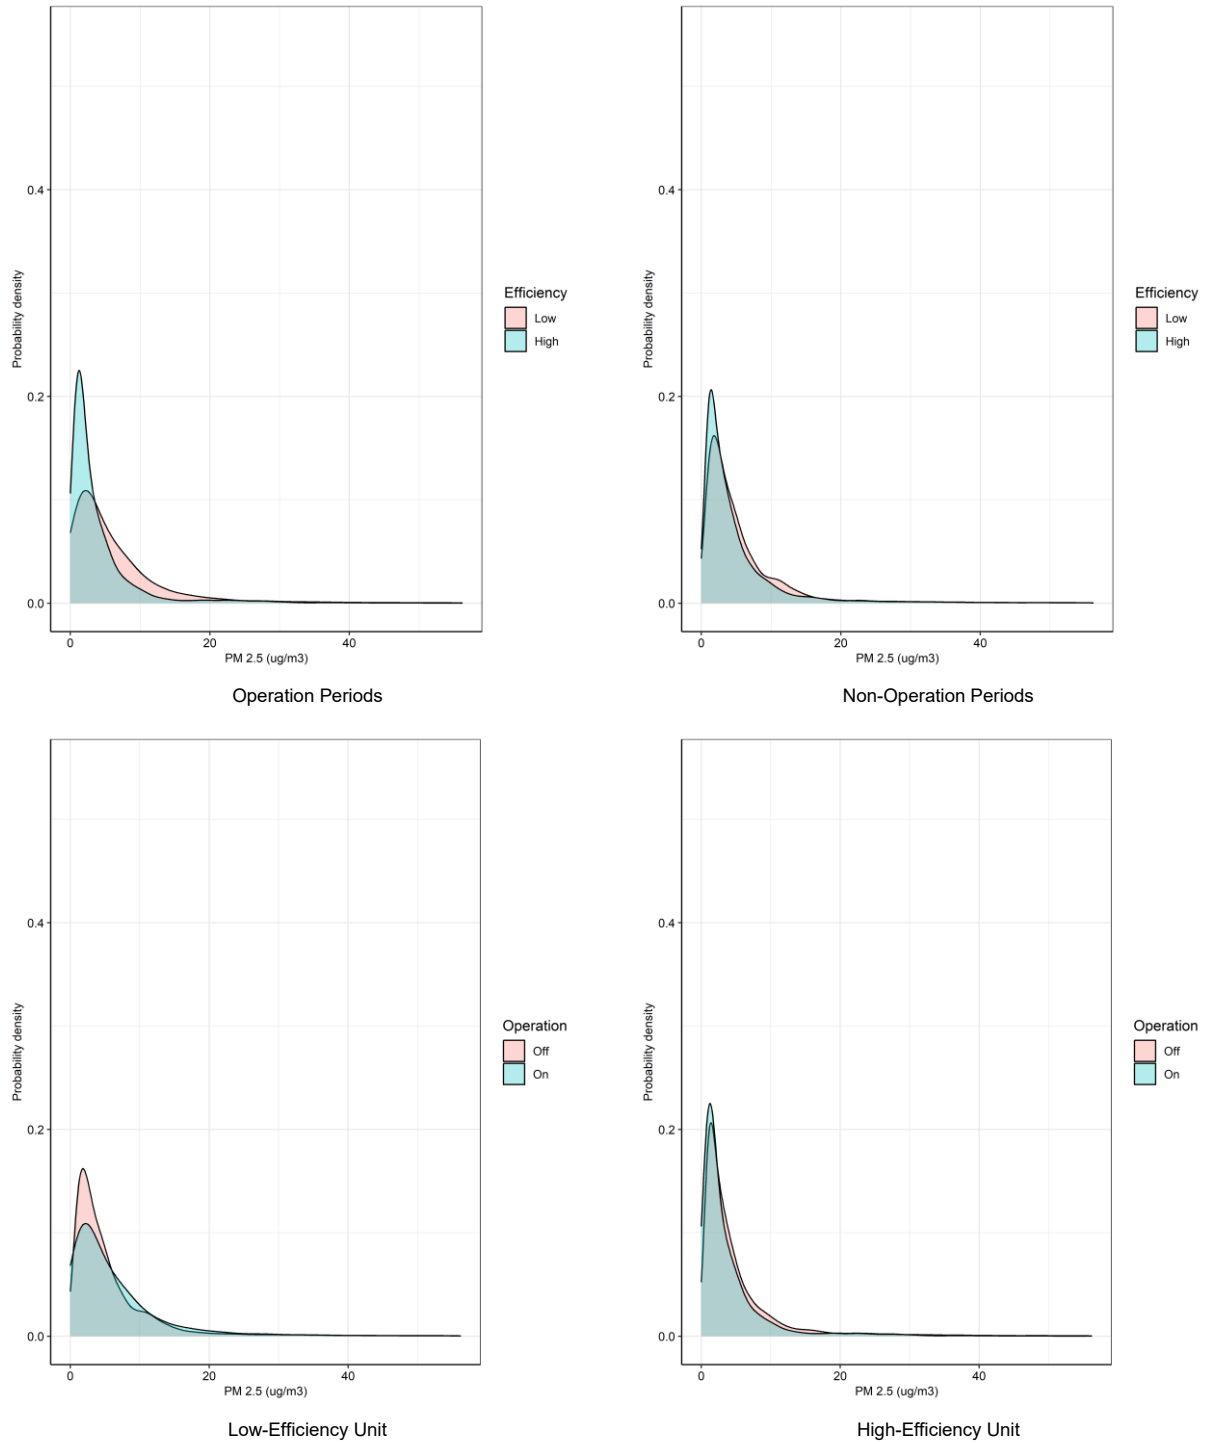 0.4
0.2
0.0
Probability density
0
20
40
PM 2.5 (ug/m3)
Efficiency
Low
High
Operation Periods
0.4
0.2
0.0
Probability density
0
20
40
PM 2.5 (ug/m3)
Efficiency
Low
High
Non-Operation Periods
0.4
0.2
0.0
Probability density
0
20
40
PM 2.5 (ug/m3)
Operation
Off
On
Low-Efficiency Unit
0.4
0.2
0.0
Probability density
0
20
40
PM 2.5 (ug/m3)
Operation
Off
On
High-Efficiency Unit